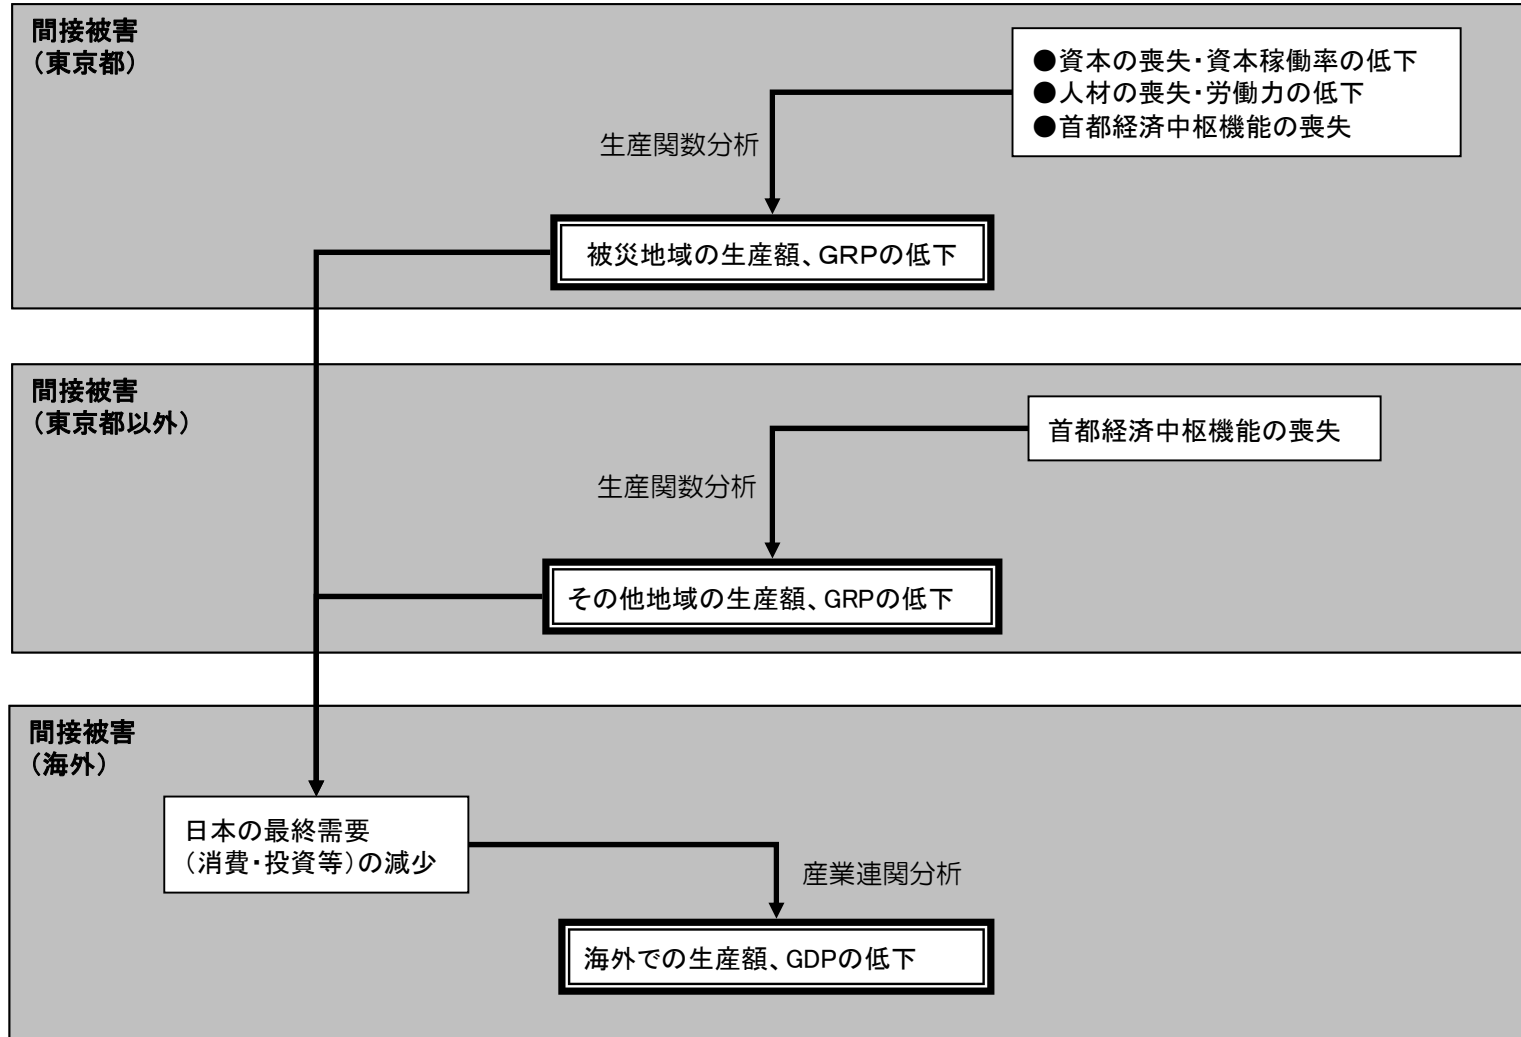 間接被害
（東京都）
●資本の喪失・資本稼働率の低下
●人材の喪失・労働力の低下
●首都経済中枢機能の喪失
生産関数分析
被災地域の生産額、GRPの低下
間接被害
（東京都以外）
首都経済中枢機能の喪失
生産関数分析
その他地域の生産額、GRPの低下
間接被害
（海外）
日本の最終需要
（消費・投資等）の減少
産業連関分析
海外での生産額、GDPの低下